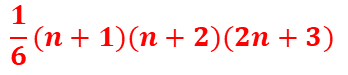 1/6 (n + 1)(n + 2)(2n + 3)